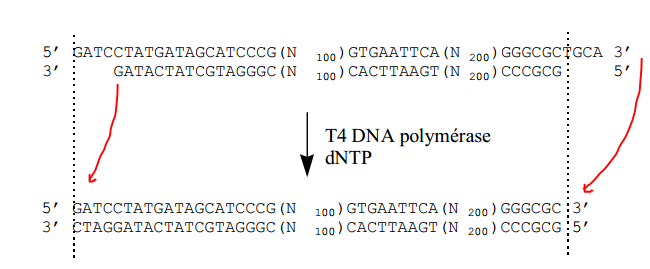 5’ GATCCTATGATAGCATCCCG(N 100)GTGAATTCA(N 200)GGGCGCTGCA 3’
3’ GATACTATCGTAGGGC(N 100)CACTTAAGT(N 200)CCCGCG 5’
T4 DNA polymérase
dNTP
5’ GATCCTATGATAGCATCCCG(N 100)GTGAATTCA(N 200)GGGCGC 3’
3’ CTAGGATACTATCGTAGGGC(N 100)CACTTAAGT(N 200)CCCGCG 5’